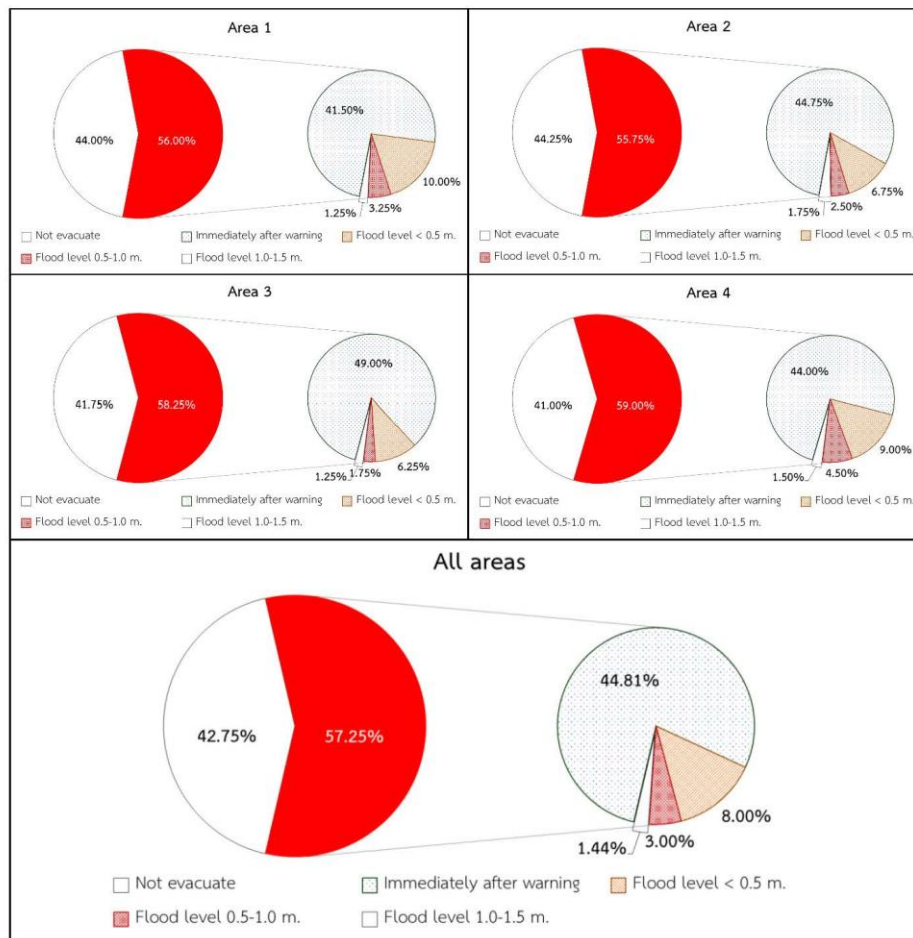 Area 1
44.00%
56.00%
41.50%
10.00%
3.25%
1.25%
Not evacuate
Immediately after warning
Flood level < 0.5 m.
Flood level 0.5-1.0 m.
Flood level 1.0-1.5 m.
Area 2
44.25%
55.75%
44.75%
6.75%
2.50%
1.75%
Not evacuate
Immediately after warning
Flood level < 0.5 m.
Flood level 0.5-1.0 m.
Flood level 1.0-1.5 m.
Area 3
41.75%
58.25%
49.00%
6.25%
1.75%
1.25%
Not evacuate
Immediately after warning
Flood level < 0.5 m.
Flood level 0.5-1.0 m.
Flood level 1.0-1.5 m.
Area 4
41.00%
59.00%
44.00%
9.00%
4.50%
1.50%
Not evacuate
Immediately after warning
Flood level < 0.5 m.
Flood level 0.5-1.0 m.
Flood level 1.0-1.5 m.
All areas
42.75%
57.25%
44.81%
8.00%
3.00%
1.44%
Not evacuate
Immediately after warning
Flood level < 0.5 m.
Flood level 0.5-1.0 m.
Flood level 1.0-1.5 m.